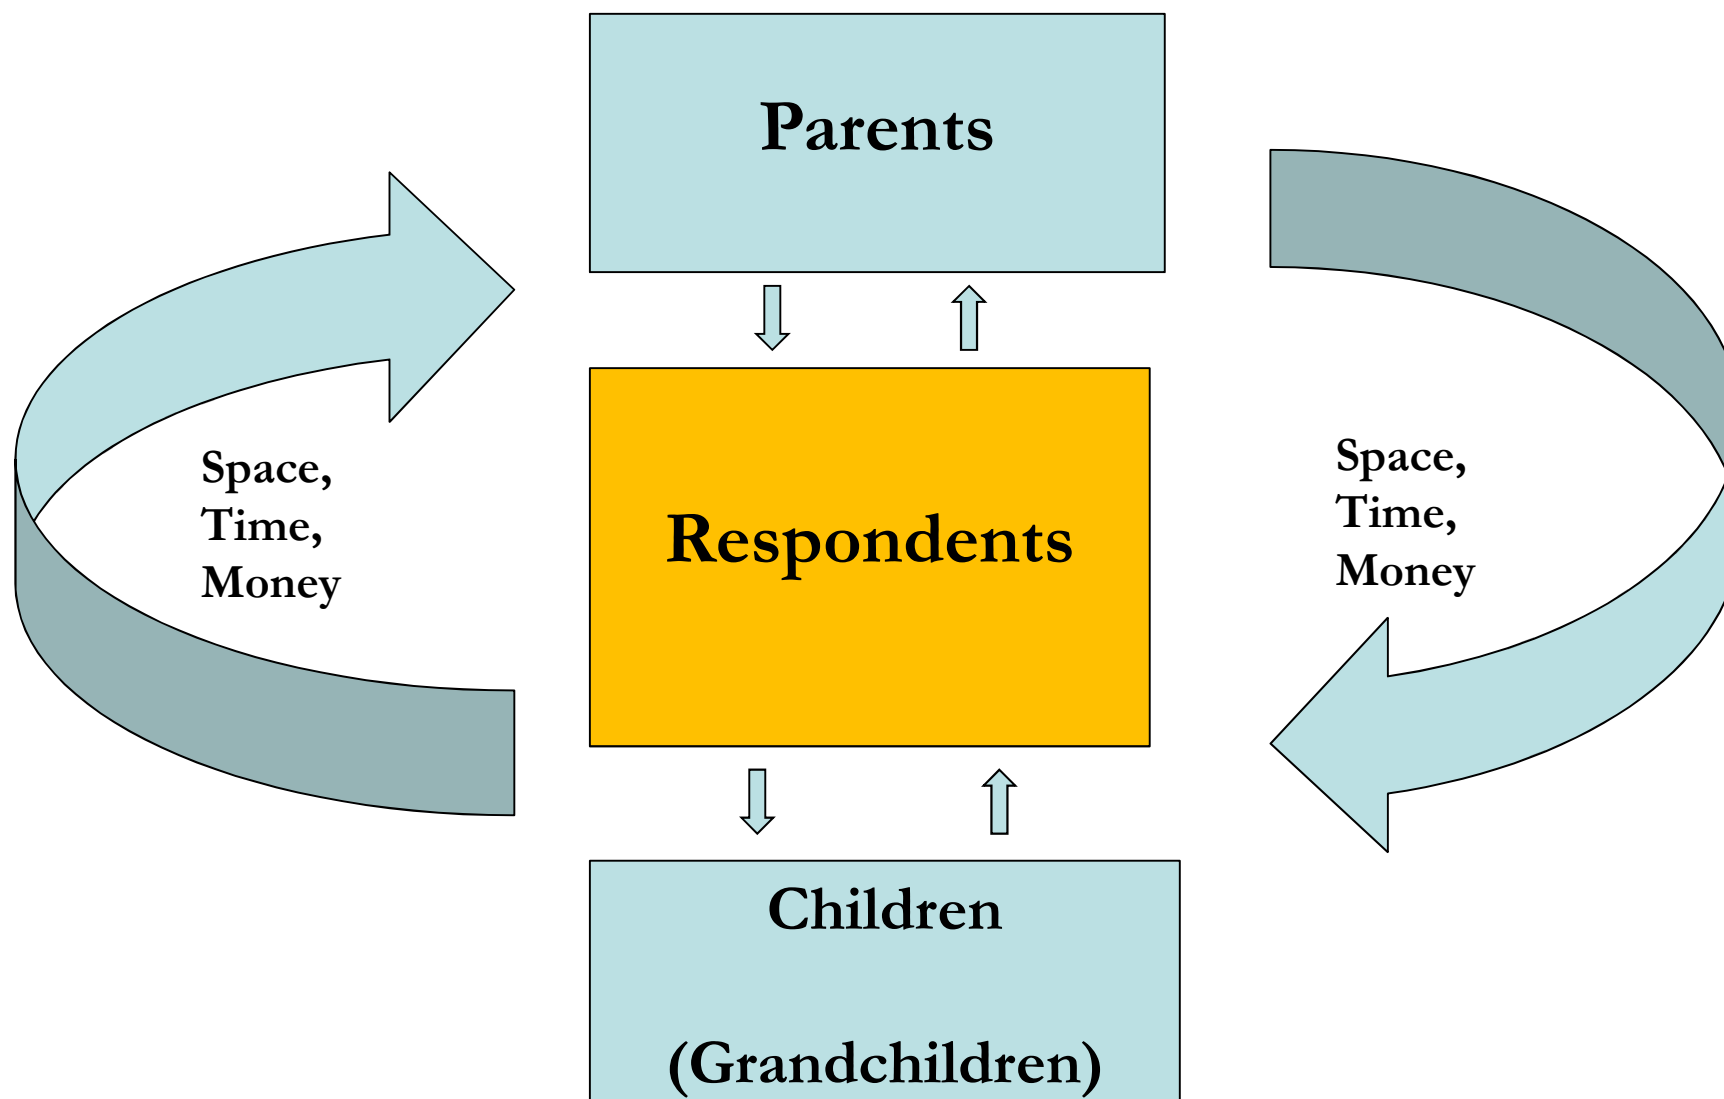 Parents
Space,
Time,
Money
Respondents
Space,
Time,
Money
Children
(Grandchildren)